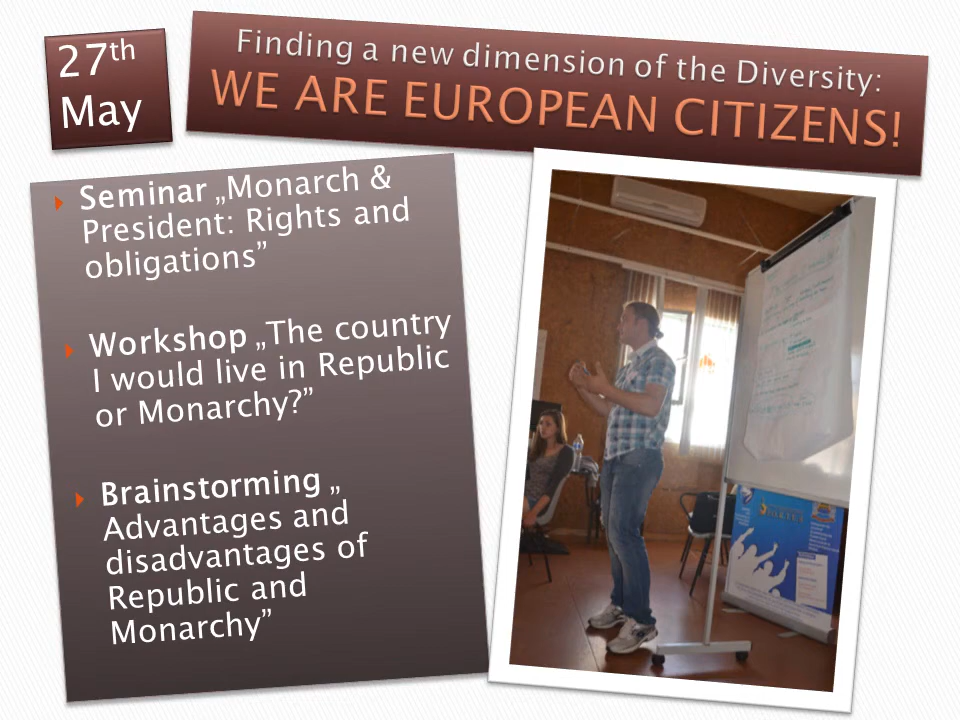 27th
May
Finding a new dimension of the Diversity:
WE ARE EUROPEAN CITIZENS!
Seminar „Monarch &
President: Rights and
obligations”
Workshop „The country
I would live in Republic
or Monarchy?”
Brainstorming „
Advantages and
disadvantages of
Republic and
Monarchy”